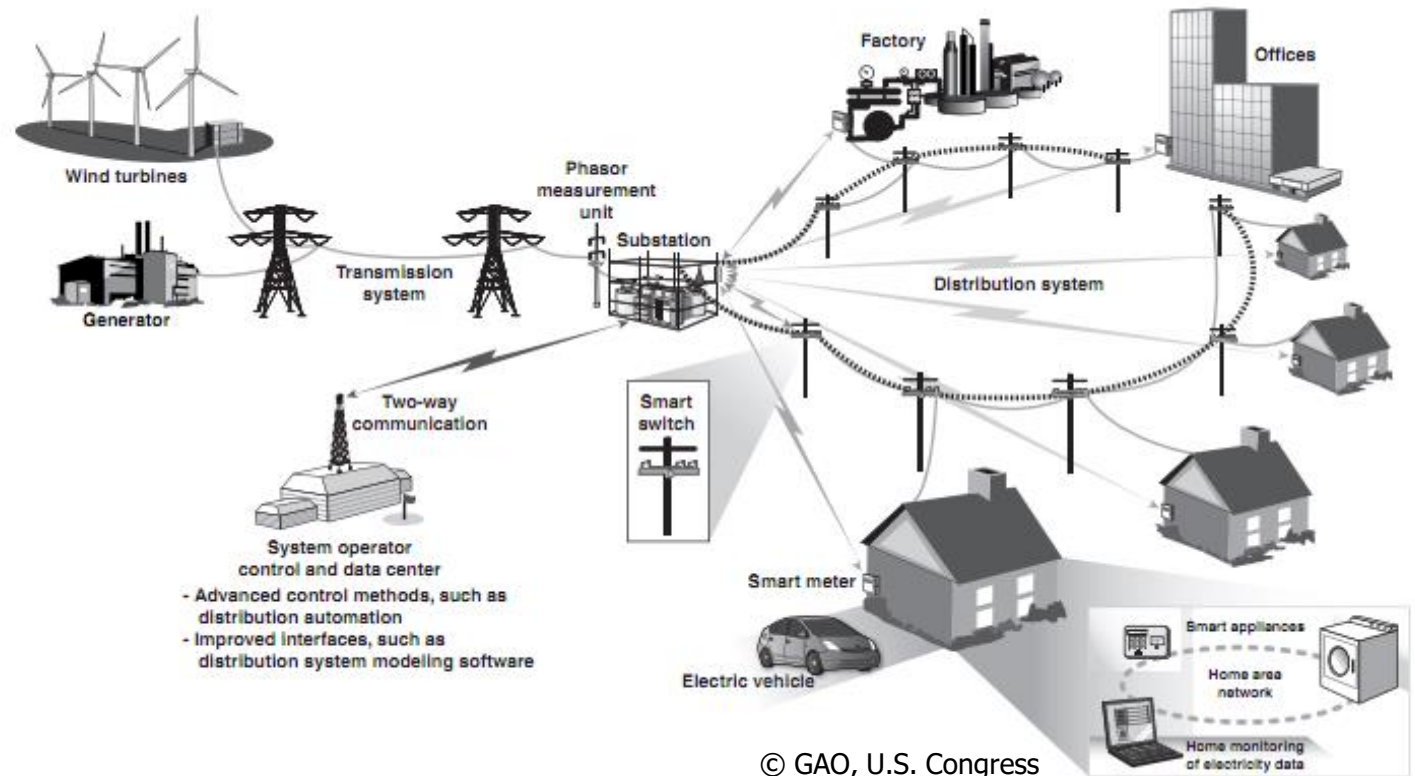 Factory
Offices
Wind turbines
Phasor
measurement
unit
Substation
Transmission
system
Generator
Distribution system
Two-way
communication
Smart
switch
System operator
control and data center
- Advanced control methods, such as
distribution automation
- Improved interfaces, such as
distribution system modeling software
Smart meter
Electric vehicle
Smart appliances
Home area
network
Home monitoring
of electricity data
© GAO, U.S. Congress